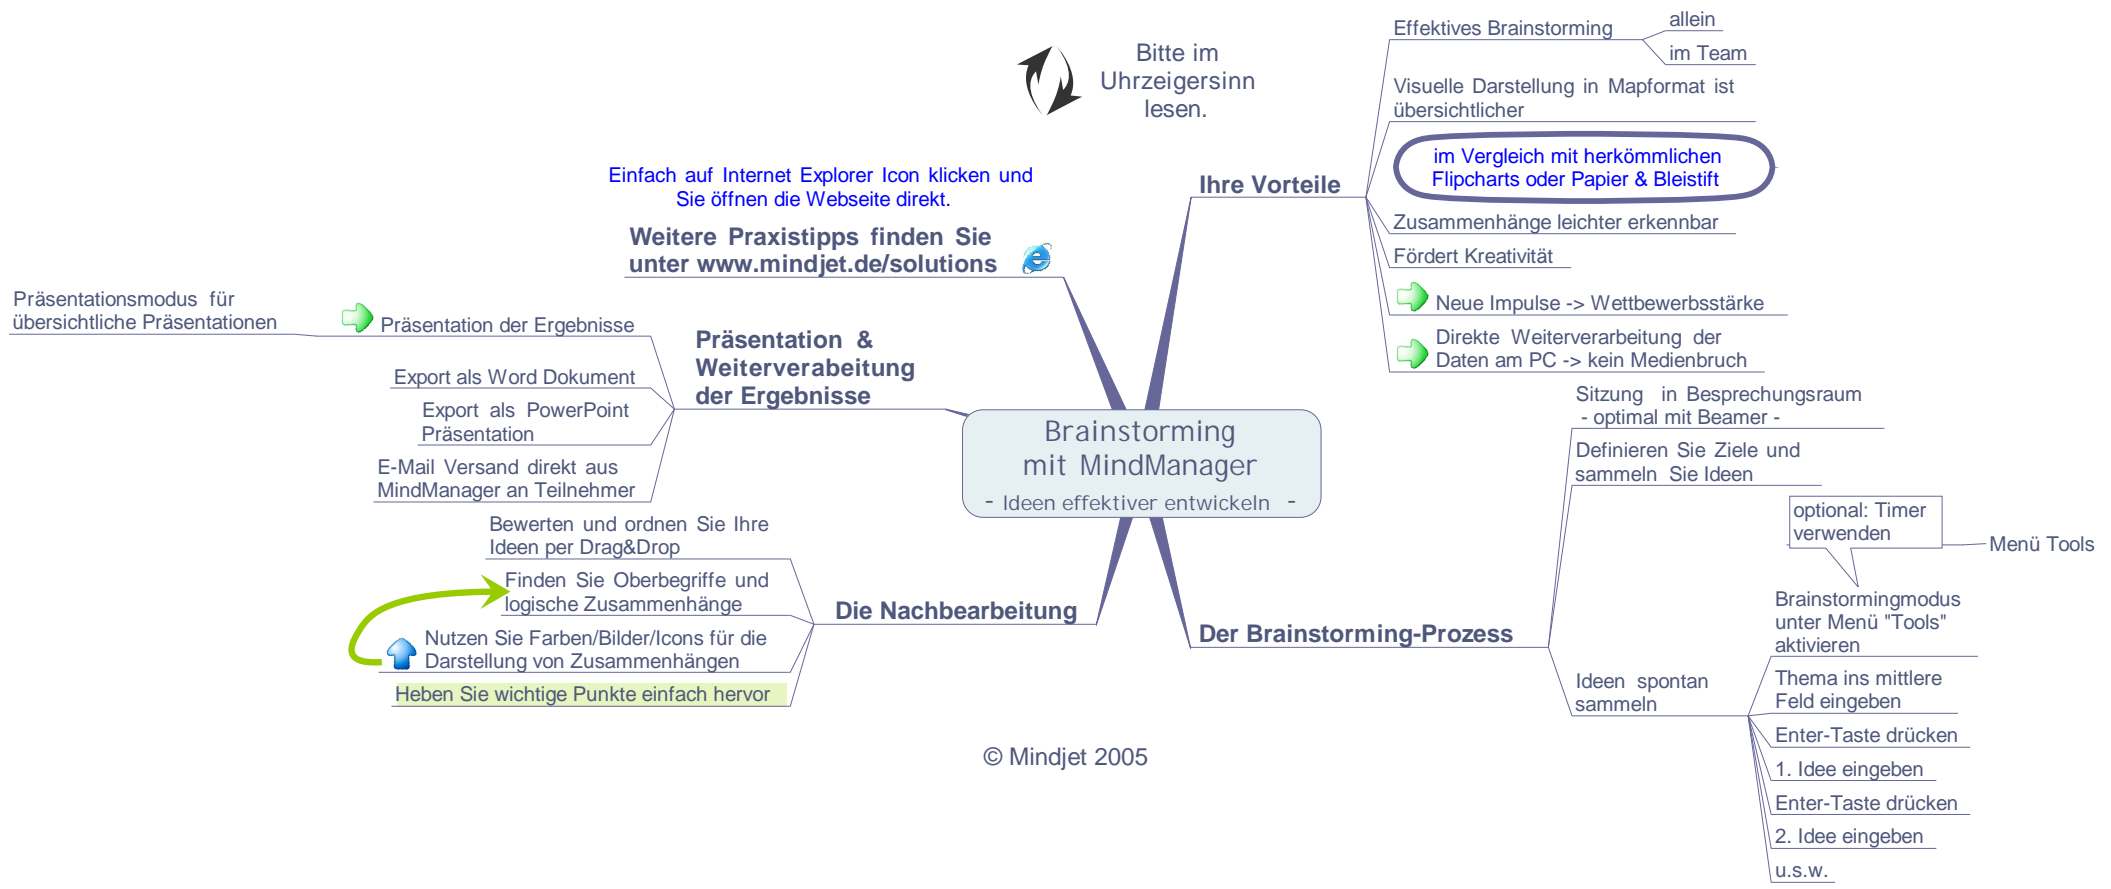 Bitte im
Uhrzeigersinn
lesen.
Brainstorming
mit MindManager
- Ideen effektiver entwickeln -
Ihre Vorteile
Effektives Brainstorming
allein
im Team
Visuelle Darstellung in Mapformat ist
übersichtlicher
im Vergleich mit herkömmlichen
Flipcharts oder Papier & Bleistift
Zusammenhänge leichter erkennbar
Fördert Kreativität
Neue Impulse -> Wettbewerbsstärke
Direkte Weiterverarbeitung der
Daten am PC -> kein Medienbruch
Der Brainstorming-Prozess
Sitzung in Besprechungsraum
- optimal mit Beamer -
Definieren Sie Ziele und
sammeln Sie Ideen
Ideen spontan
sammeln
optional: Timer
verwenden
Menü Tools
Brainstormingmodus
unter Menü "Tools"
aktivieren
Thema ins mittlere
Feld eingeben
Enter-Taste drücken
1. Idee eingeben
Enter-Taste drücken
2. Idee eingeben
u.s.w.
Die Nachbearbeitung
Bewerten und ordnen Sie Ihre
Ideen per Drag&Drop
Finden Sie Oberbegriffe und
logische Zusammenhänge
Nutzen Sie Farben/Bilder/Icons für die
Darstellung von Zusammenhängen
Heben Sie wichtige Punkte einfach hervor
Präsentation &
Weiterverabeitung
der Ergebnisse
Präsentation der Ergebnisse
Präsentationsmodus für
übersichtliche Präsentationen
Export als Word Dokument
Export als PowerPoint
Präsentation
E-Mail Versand direkt aus
MindManager an Teilnehmer
Einfach auf Internet Explorer Icon klicken und
Sie öffnen die Webseite direkt.
Weitere Praxistipps finden Sie
unter www.mindjet.de/solutions
© Mindjet 2005